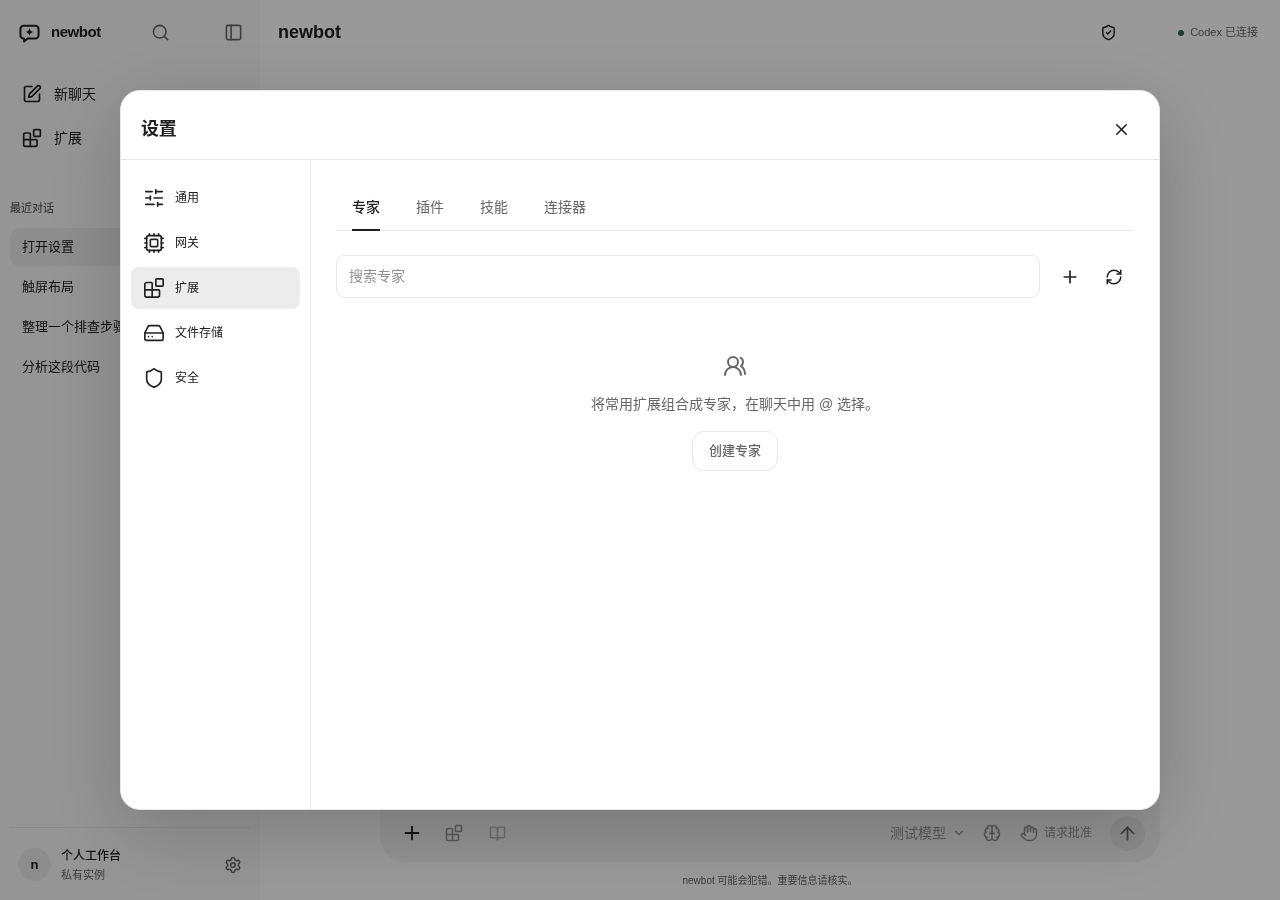 newbot
newbot
Codex 已连接
新聊天
扩展
最近对话
打开设置
触屏布局
整理一个排查步
分析这段代码
个人工作台
n
私有实例
设置
通用
网关
扩展
文件存储
安全
专家 插件 技能 连接器
搜索专家
将常用扩展组合成专家，在聊天中用 @ 选择。
创建专家
测试模型
请求批准
newbot 可能会犯错。重要信息请核实。